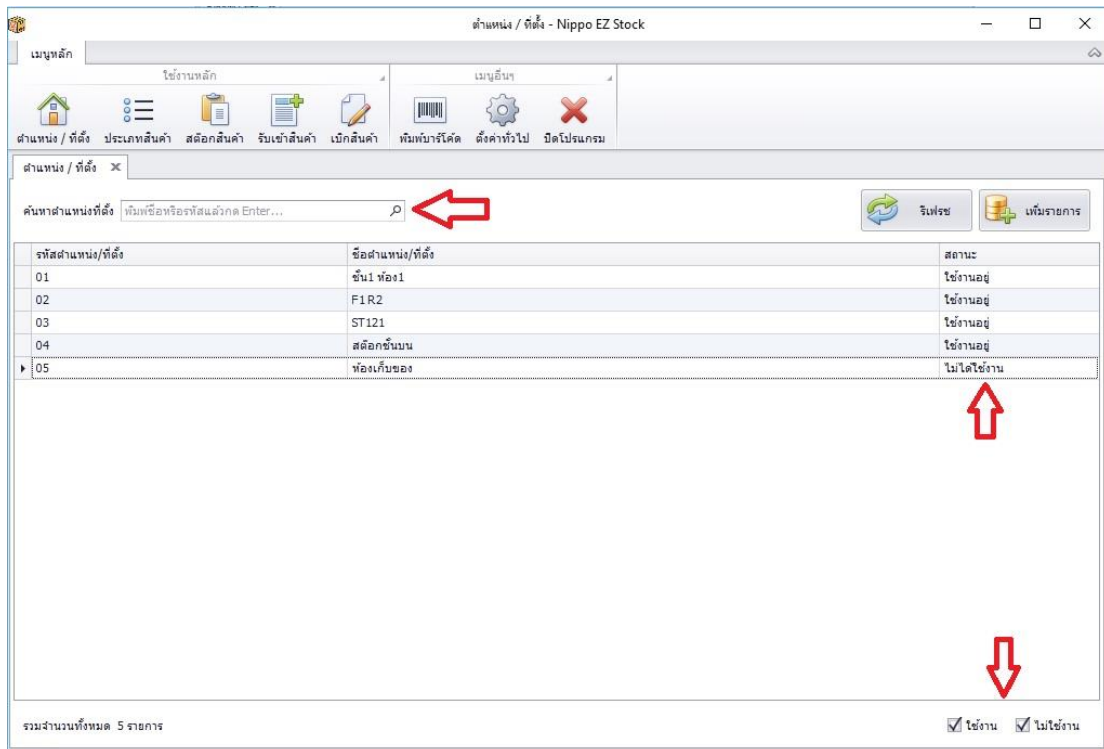 ตำแหน่ง / ที่ตั้ง - Nippo EZ Stock
เมนูหลัก
ใช้งานหลัก เมนูอื่นๆ
ตำแหน่ง / ที่ตั้ง ประเภทสินค้า สต๊อกสินค้า รับเข้าสินค้า เบิกสินค้า พิมพ์บาร์โค้ด ตั้งค่าทั่วไป ปิดโปรแกรม
ตำแหน่ง / ที่ตั้ง
ค้นหาตำแหน่งที่ตั้ง พิมพ์ชื่อหรือรหัสแล้วกด Enter... รีเฟรช เพิ่มรายการ
รหัสตำแหน่ง/ที่ตั้ง ชื่อตำแหน่ง/ที่ตั้ง สถานะ
01 ชั้น1 ห้อง1 ใช้งานอยู่
02 F1R2 ใช้งานอยู่
03 ST121 ใช้งานอยู่
04 สต๊อกชั้นบน ใช้งานอยู่
05 ห้องเก็บของ ไม่ได้ใช้งาน
รวมจำนวนทั้งหมด 5 รายการ ใช้งาน ไม่ใช้งาน